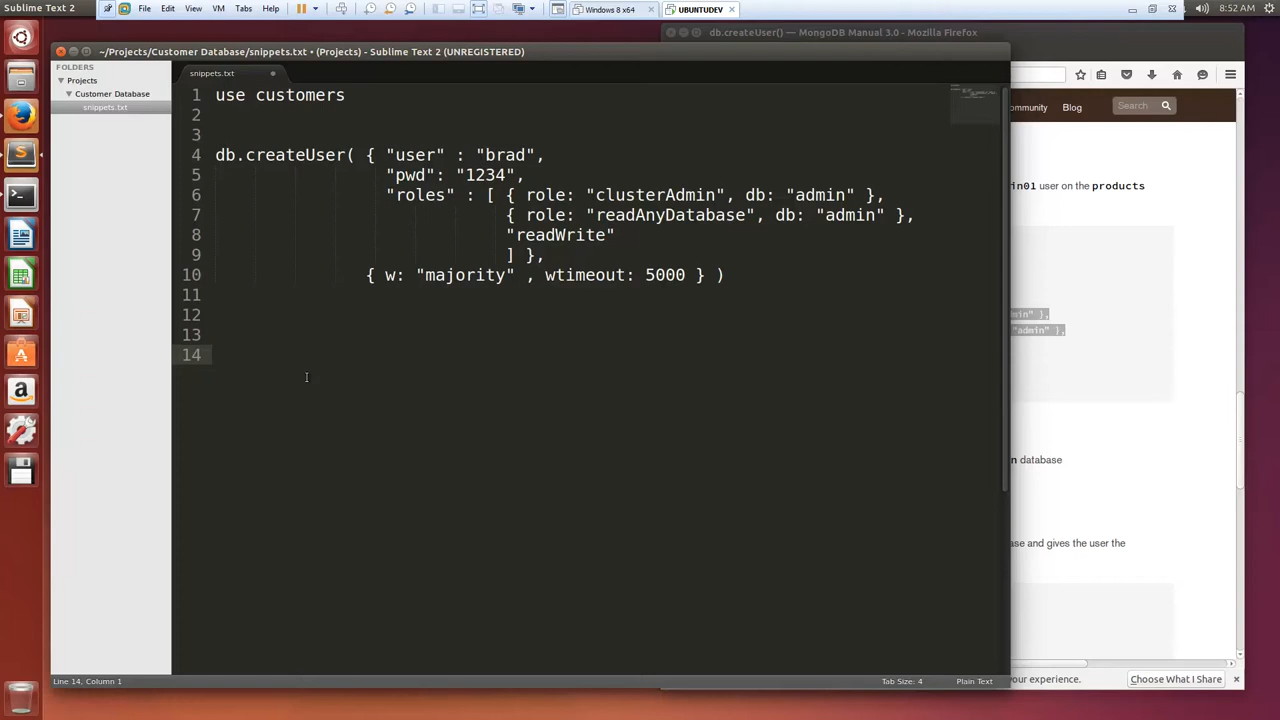 Sublime Text 2
File Edit View VM Tabs Help
Windows 8 x64
UBUNTUDEV
8:52 AM
db.createUser() — MongoDB Manual 3.0 - Mozilla Firefox
~/Projects/Customer Database/snippets.txt • (Projects) - Sublime Text 2 (UNREGISTERED)
FOLDERS
Projects
Customer Database
snippets.txt
snippets.txt
1 use customers
2
3
4 db.createUser( { "user" : "brad",
5 "pwd": "1234",
6 "roles" : [ { role: "clusterAdmin", db: "admin" },
7 { role: "readAnyDatabase", db: "admin" },
8 "readWrite"
9 ] },
10 { w: "majority" , wtimeout: 5000 } )
11
12
13
14
Line 14, Column 1
Tab Size: 4
Plain Text
Blog
Search
user on the products
"admin" },
database
and gives the user the
your experience.
Choose What I Share